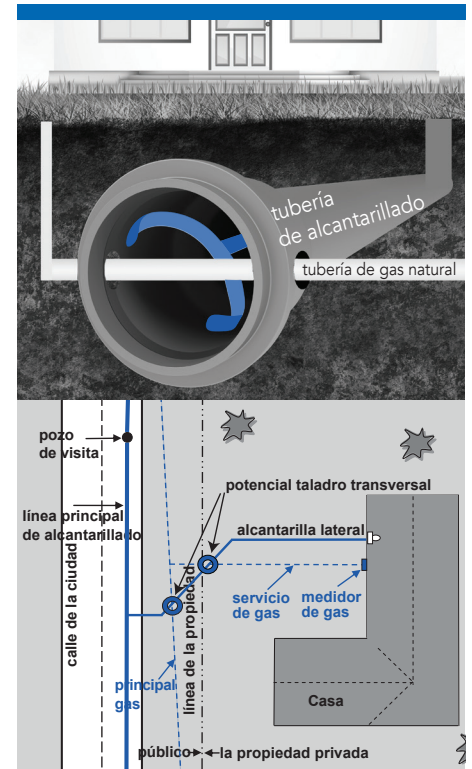 tubería
de alcantarillado
tubería de gas natural
pozo
de visita
potencial taladro transversal
línea principal
de alcantarillado
alcantarilla lateral
calle de la ciudad
línea de la propiedad
servicio
de gas
medidor
de gas
principal
gas
Casa
público
la propiedad privada